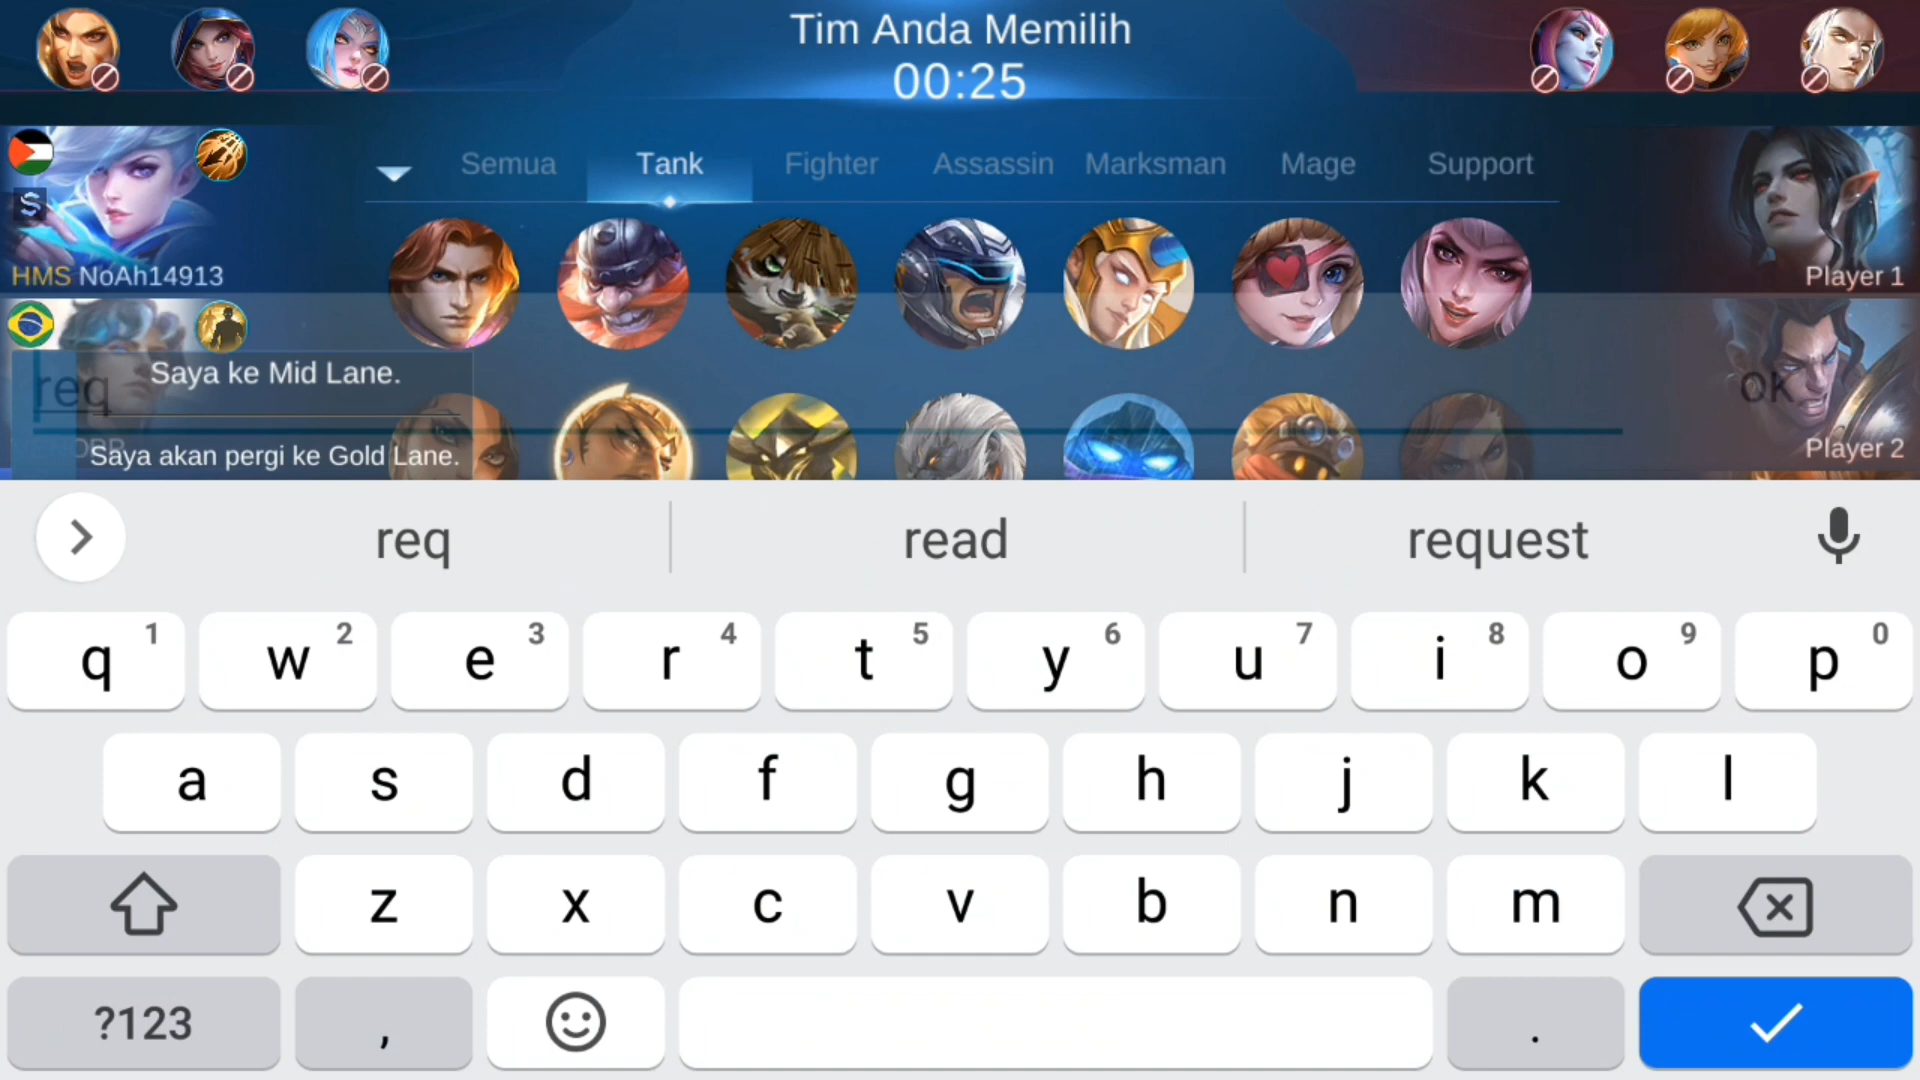 Tim Anda Memilih
00:25
Semua Tank Fighter Assassin Marksman Mage Support
HMS NoAh14913
Player 1
req
Saya ke Mid Lane.
OK
Saya akan pergi ke Gold Lane.
Player 2
req read request
q 1 w 2 e 3 r 4 t 5 y 6 u 7 i 8 o 9 p 0
a s d f g h j k l
z x c v b n m
?123 , .